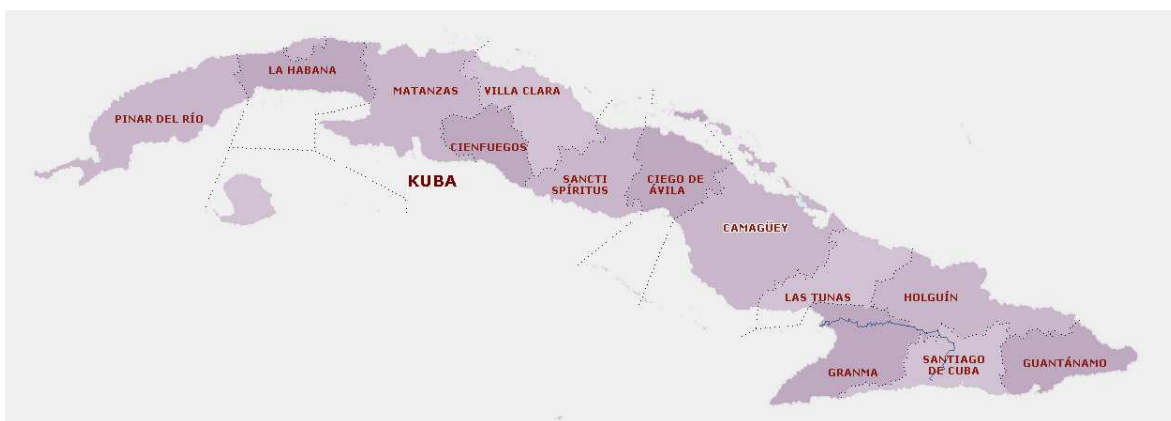 LA HABANA
MATANZAS
VILLA CLARA
PINAR DEL RÍO
CIENFUEGOS
KUBA
SANCTI
SPÍRITUS
CIEGO DE
ÁVILA
CAMAGÜEY
LAS TUNAS
HOLGUÍN
GRANMA
SANTIAGO
DE CUBA
GUANTÁNAMO